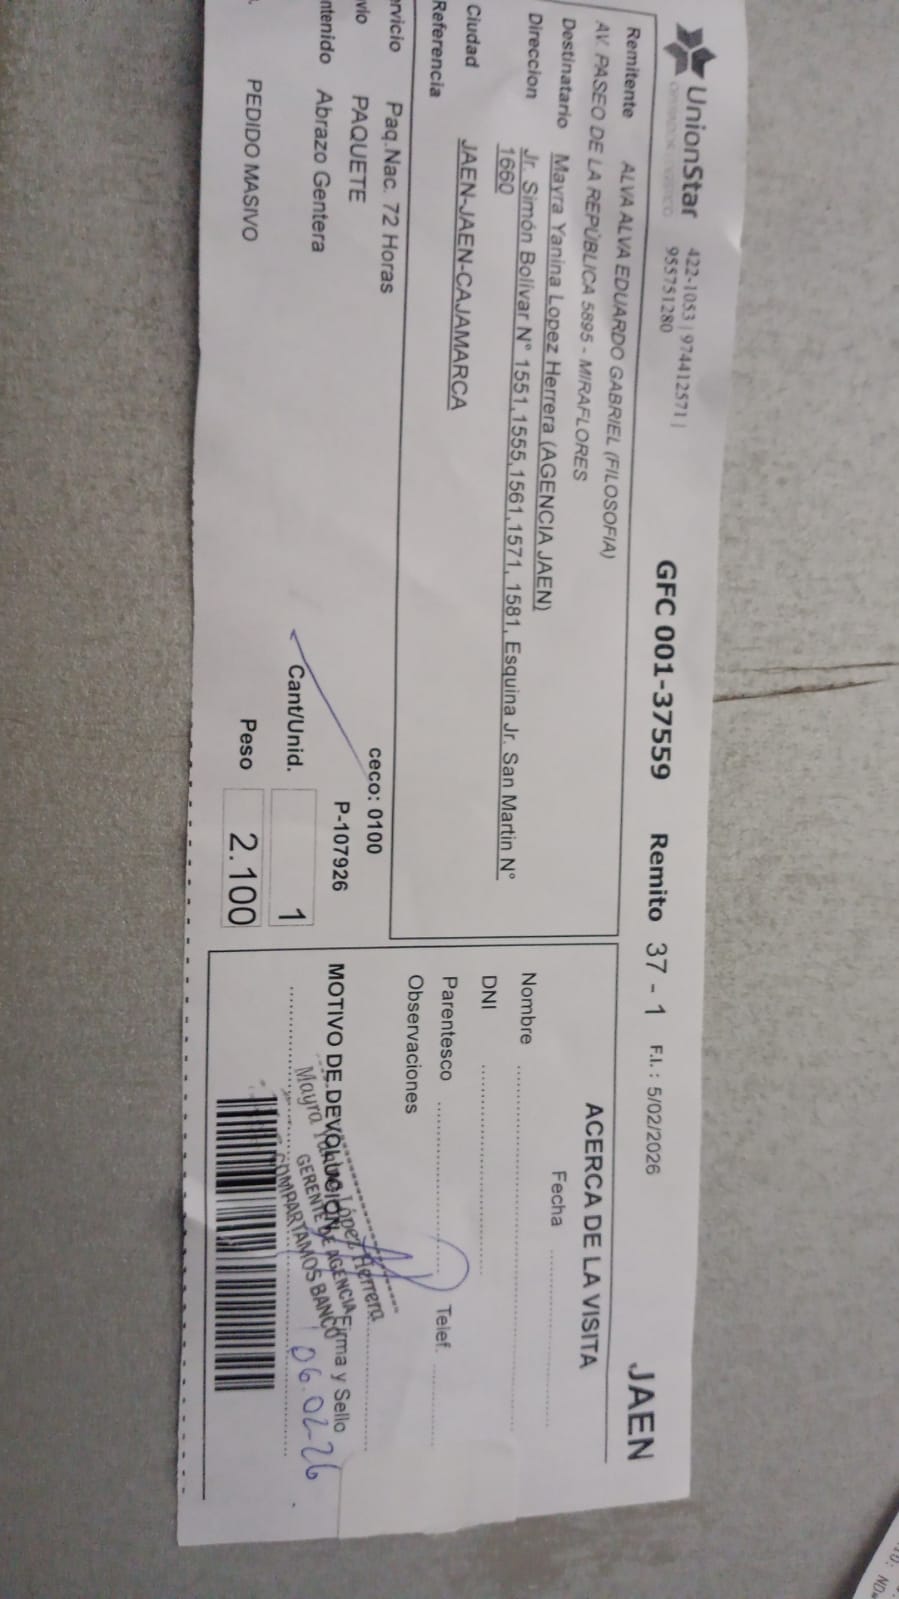 UnionStar
422-1053 | 974412571 |
955751280
GFC 001-37559 Remito 37 - 1 F.I. : 5/02/2026 JAEN
Remitente ALVA ALVA EDUARDO GABRIEL (FILOSOFIA)
AV. PASEO DE LA REPÚBLICA 5895 - MIRAFLORES
Destinatario Mayra Yanina Lopez Herrera (AGENCIA JAEN)
Direccion Jr. Simón Bolívar N° 1551,1555,1561,1571, 1581, Esquina Jr. San Martin N°
1660
Ciudad JAEN-JAEN-CAJAMARCA
Referencia
ervicio Paq.Nac. 72 Horas
vio PAQUETE
ntenido Abrazo Gentera
PEDIDO MASIVO
ceco: 0100
P-107926
Cant/Unid. 1
Peso 2.100
ACERCA DE LA VISITA
Fecha
Nombre
DNI
Parentesco Telef.
Observaciones
MOTIVO DE DEVOLUCION Firma y Sello
Mayra López Herrera
GERENTE DE AGENCIA
COMPARTAMOS BANCO
06.02-26